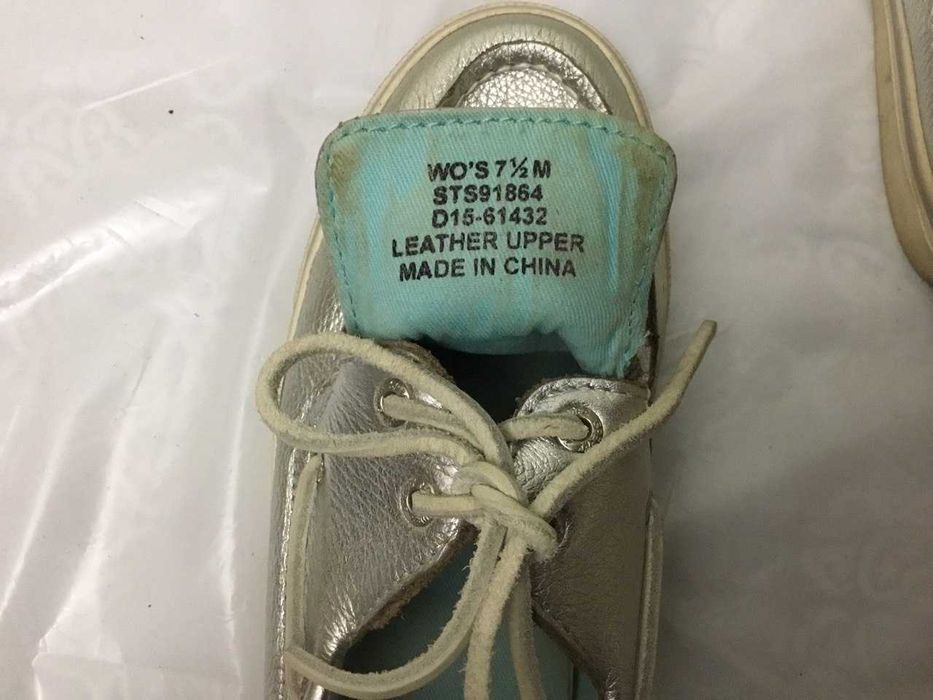 WO'S 7½ M
STS91864
D15-61432
LEATHER UPPER
MADE IN CHINA